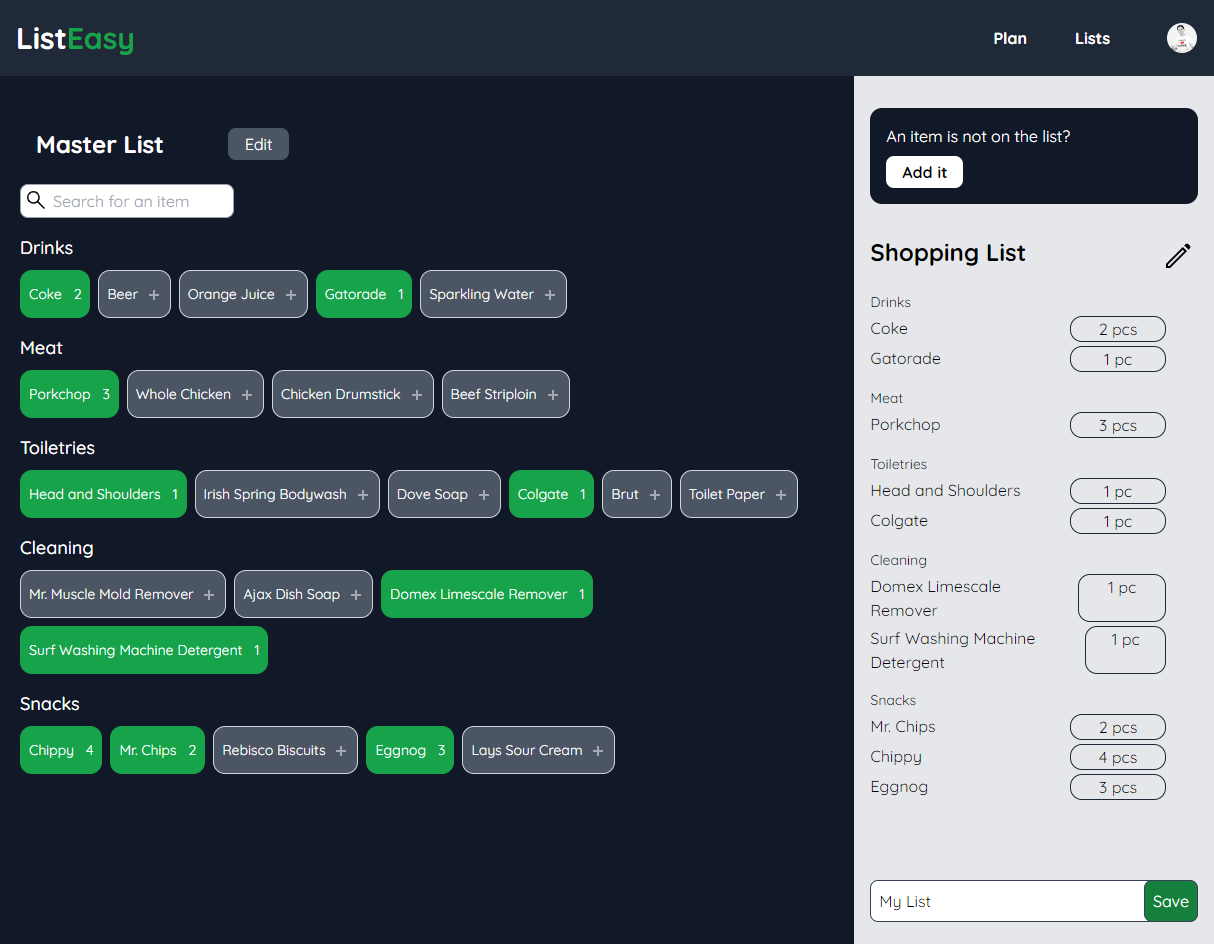 ListEasy
Plan Lists
Master List Edit
Search for an item
Drinks
Coke 2 Beer + Orange Juice + Gatorade 1 Sparkling Water +
Meat
Porkchop 3 Whole Chicken + Chicken Drumstick + Beef Striploin +
Toiletries
Head and Shoulders 1 Irish Spring Bodywash + Dove Soap + Colgate 1 Brut + Toilet Paper +
Cleaning
Mr. Muscle Mold Remover + Ajax Dish Soap + Domex Limescale Remover 1
Surf Washing Machine Detergent 1
Snacks
Chippy 4 Mr. Chips 2 Rebisco Biscuits + Eggnog 3 Lays Sour Cream +
An item is not on the list?
Add it
Shopping List
Drinks
Coke 2 pcs
Gatorade 1 pc
Meat
Porkchop 3 pcs
Toiletries
Head and Shoulders 1 pc
Colgate 1 pc
Cleaning
Domex Limescale 1 pc
Remover
Surf Washing Machine 1 pc
Detergent
Snacks
Mr. Chips 2 pcs
Chippy 4 pcs
Eggnog 3 pcs
My List Save